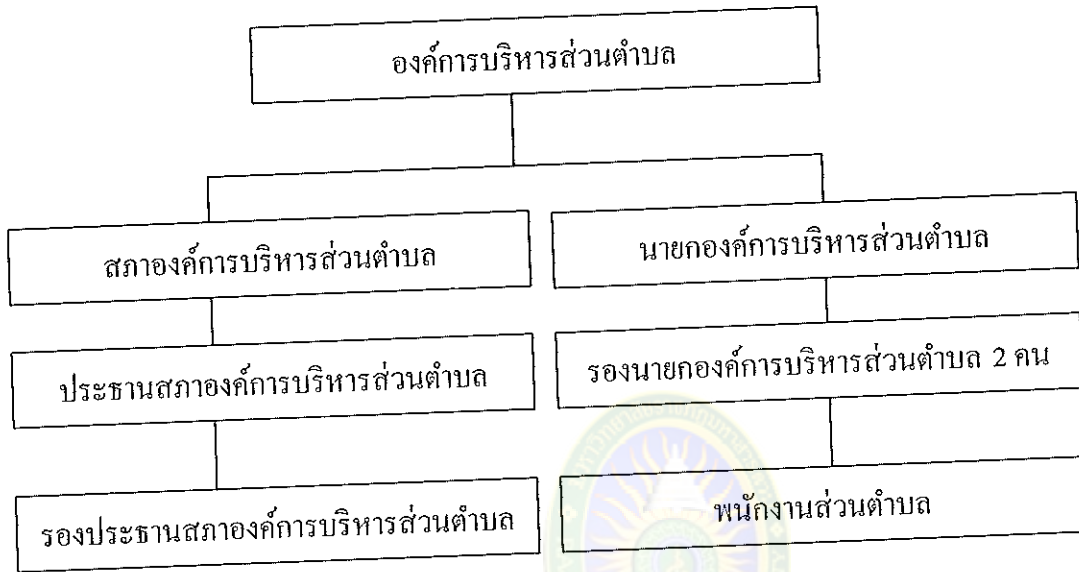 องค์การบริหารส่วนตำบล
สภาองค์การบริหารส่วนตำบล
นายกองค์การบริหารส่วนตำบล
ประธานสภาองค์การบริหารส่วนตำบล
รองนายกองค์การบริหารส่วนตำบล 2 คน
รองประธานสภาองค์การบริหารส่วนตำบล
พนักงานส่วนตำบล